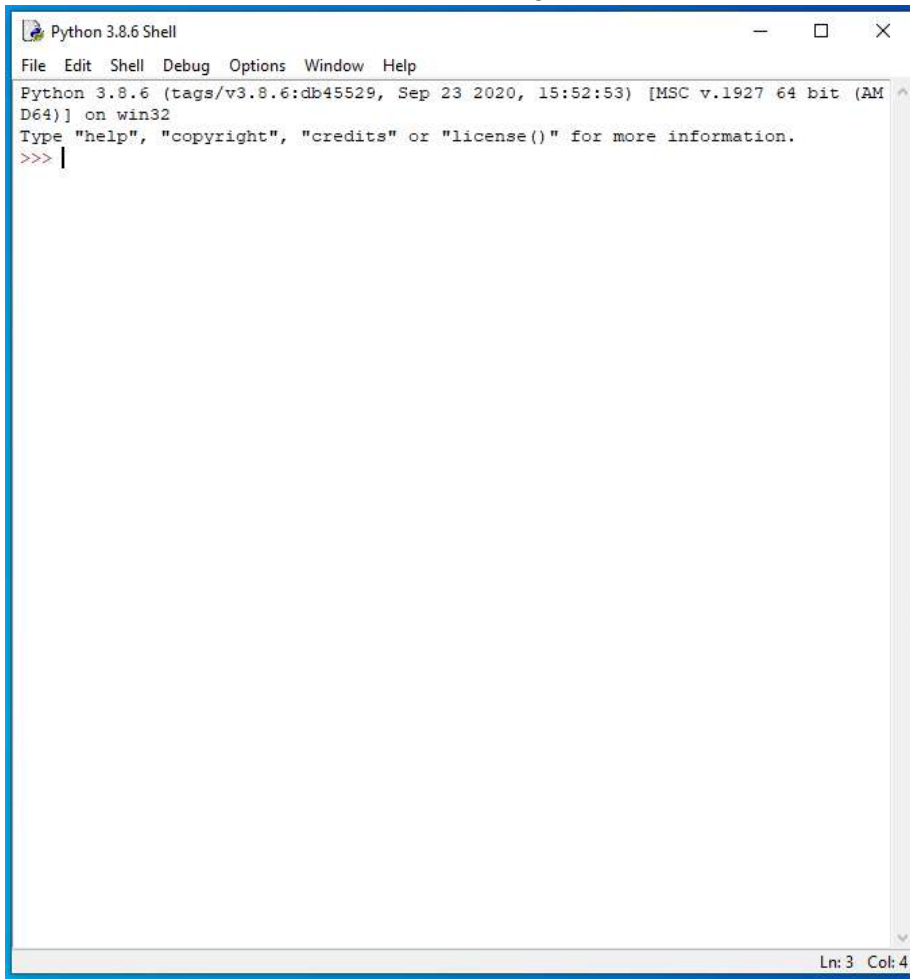 Python 3.8.6 Shell
File Edit Shell Debug Options Window Help
Python 3.8.6 (tags/v3.8.6:db45529, Sep 23 2020, 15:52:53) [MSC v.1927 64 bit (AM
D64)] on win32
Type "help", "copyright", "credits" or "license()" for more information.
>>>
Ln: 3 Col: 4